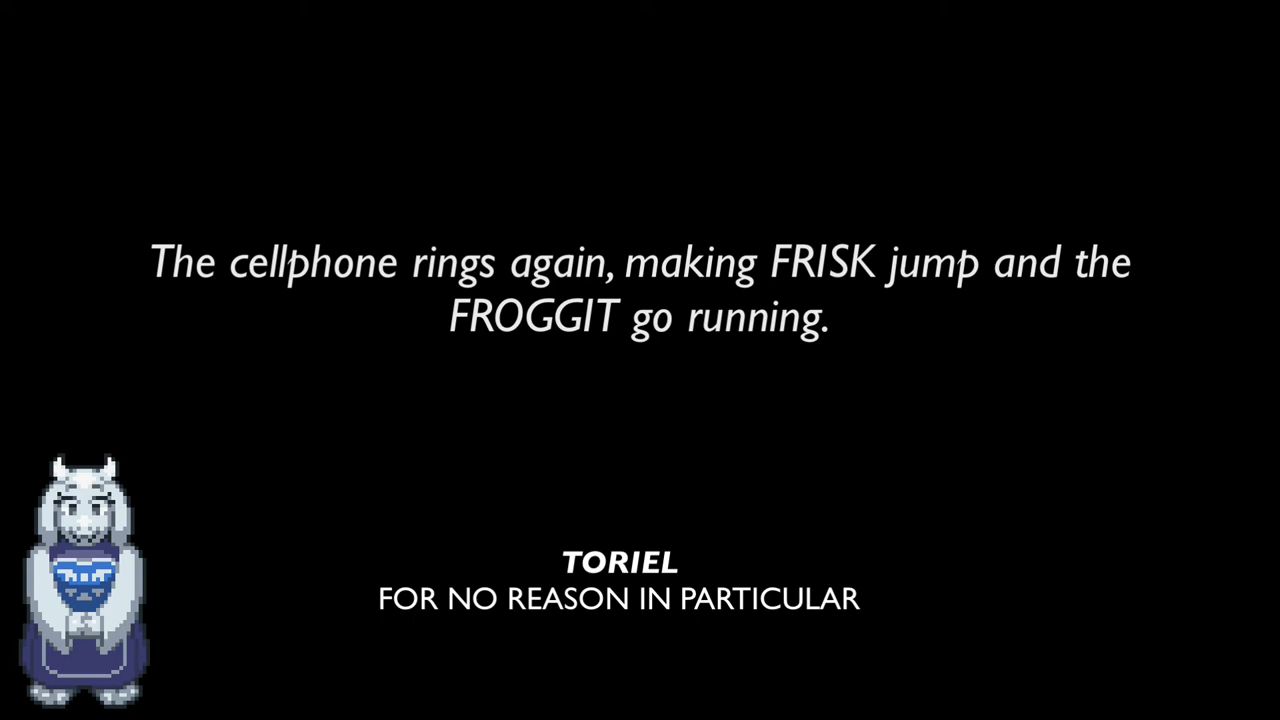 The cellphone rings again, making FRISK jump and the
FROGGIT go running.
TORIEL
FOR NO REASON IN PARTICULAR